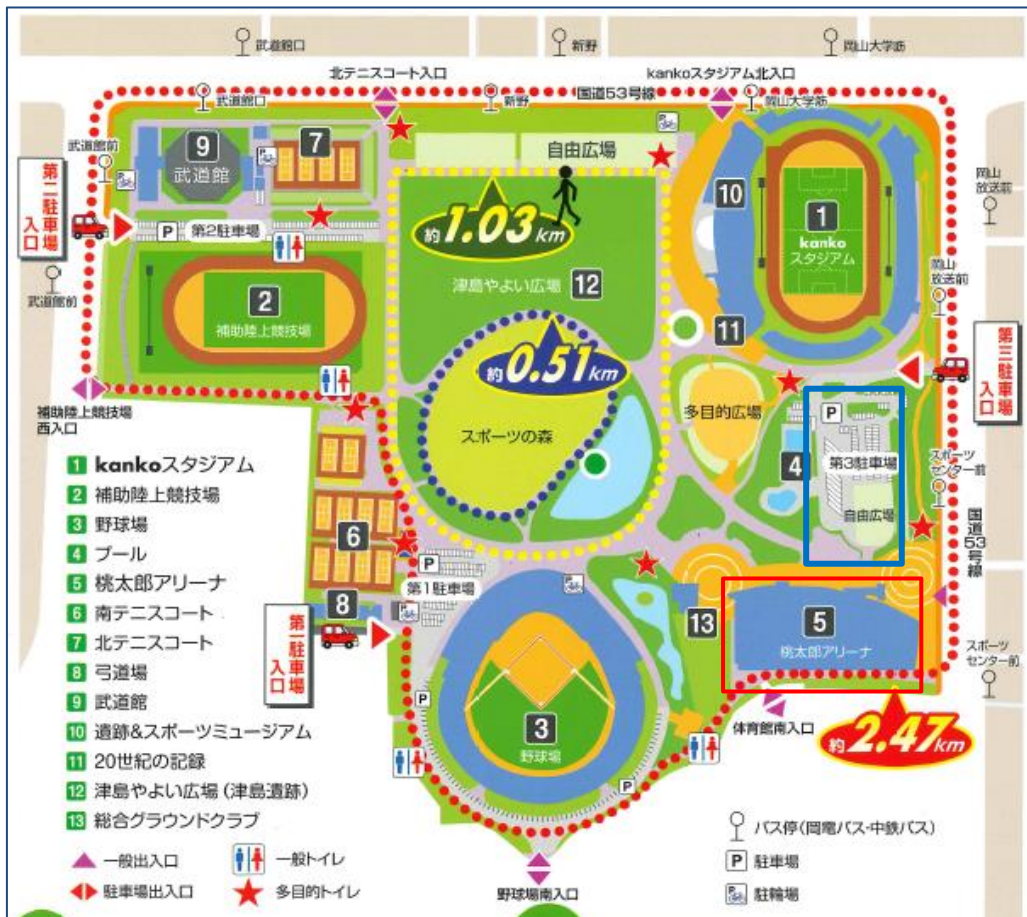 武道館口
新野
岡山大学筋
北テニスコート入口
kankoスタジアム北入口
武道館口
新野
国道53号線
岡山大学筋
武道館前
9
武道館
7
自由広場
10
1
kanko
スタジアム
岡山
放送前
第二駐車場
入口
P
第2駐車場
約1.03km
津島やよい広場 12
武道館前
2
補助陸上競技場
岡山
放送前
11
約0.51km
第三駐車場
入口
補助陸上競技場
西入口
スポーツの森
多目的広場
P
4
第3駐車場
自由広場
スポーツ
センター前
国道53号線
6
P
第1駐車場
8
第一駐車場
入口
13
5
桃太郎アリーナ
スポーツ
センター前
P
3
野球場
P
体育館南入口
約2.47km
野球場南入口
1 kankoスタジアム
2 補助陸上競技場
3 野球場
4 プール
5 桃太郎アリーナ
6 南テニスコート
7 北テニスコート
8 弓道場
9 武道館
10 遺跡&スポーツミュージアム
11 20世紀の記録
12 津島やよい広場(津島遺跡)
13 総合グラウンドクラブ
一般出入口
一般トイレ
駐車場出入口
多目的トイレ
バス停(岡電バス・中鉄バス)
P 駐車場
P 駐輪場